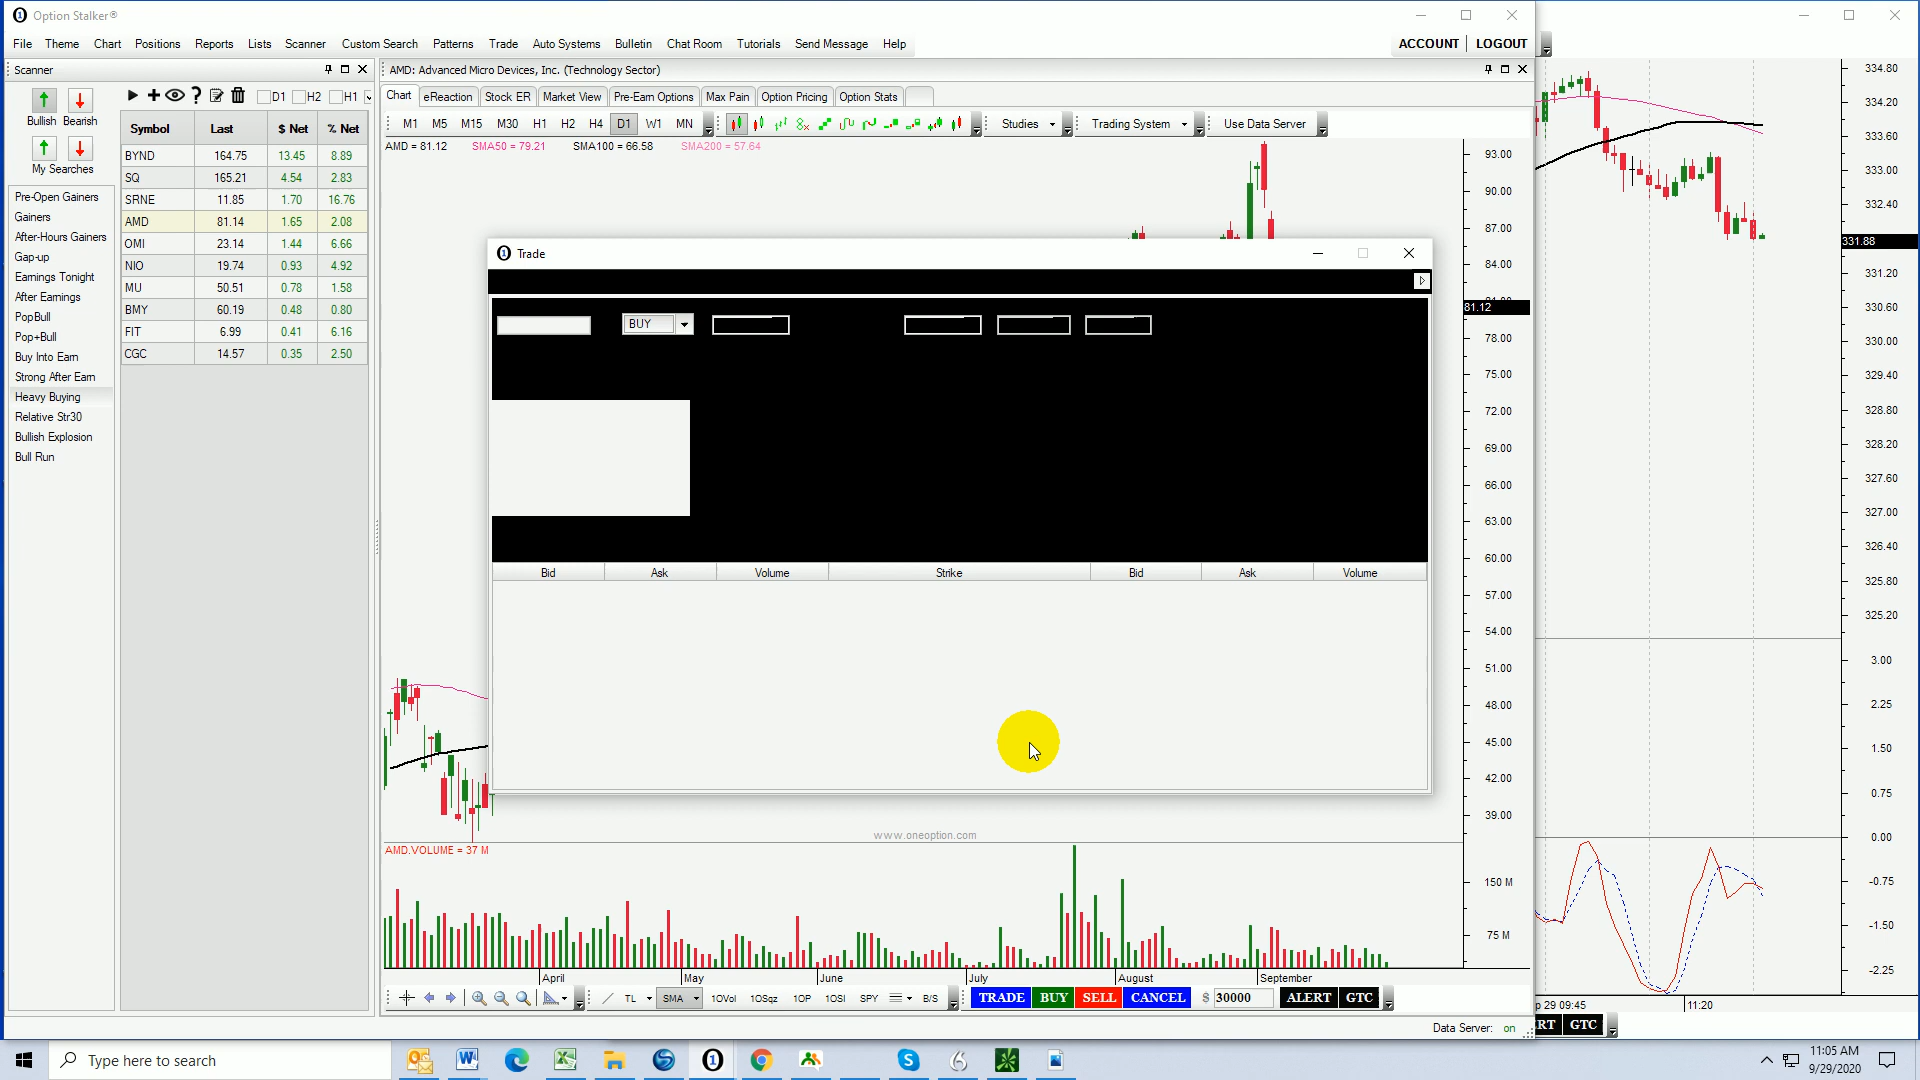 Option Stalker®
File Theme Chart Positions Reports Lists Scanner Custom Search Patterns Trade Auto Systems Bulletin Chat Room Tutorials Send Message Help ACCOUNT LOGOUT
Scanner
AMD: Advanced Micro Devices, Inc. (Technology Sector)
Bullish Bearish
My Searches
D1 H2 H1
Symbol Last $ Net % Net
BYND 164.75 13.45 8.89
SQ 165.21 4.54 2.83
SRNE 11.85 1.70 16.76
AMD 81.14 1.65 2.08
OMI 23.14 1.44 6.66
NIO 19.74 0.93 4.92
MU 50.51 0.78 1.58
BMY 60.19 0.48 0.80
FIT 6.99 0.41 6.16
CGC 14.57 0.35 2.50
Pre-Open Gainers
Gainers
After-Hours Gainers
Gap-up
Earnings Tonight
After Earnings
PopBull
Pop+Bull
Buy Into Earn
Strong After Earn
Heavy Buying
Relative Str30
Bullish Explosion
Bull Run
Chart eReaction Stock ER Market View Pre-Earn Options Max Pain Option Pricing Option Stats
M1 M5 M15 M30 H1 H2 H4 D1 W1 MN Studies Trading System Use Data Server
AMD = 81.12 SMA50 = 79.21 SMA100 = 66.58 SMA200 = 57.64
93.00
90.00
87.00
84.00
81.12
78.00
75.00
72.00
69.00
66.00
63.00
60.00
57.00
54.00
51.00
48.00
45.00
42.00
39.00
Trade
BUY
Bid Ask Volume Strike Bid Ask Volume
www.oneoption.com
AMD.VOLUME = 37 M
150 M
75 M
April May June July August September
TL SMA 1OVol 1OSqz 1OP 1OSI SPY B/S TRADE BUY SELL CANCEL $ 30000 ALERT GTC
Data Server: on
334.80
334.20
333.60
333.00
332.40
331.88
331.20
330.60
330.00
329.40
328.80
328.20
327.60
327.00
326.40
325.80
325.20
3.00
2.25
1.50
0.75
0.00
-0.75
-1.50
-2.25
p 29 09:45 11:20
RT GTC
Type here to search
11:05 AM
9/29/2020